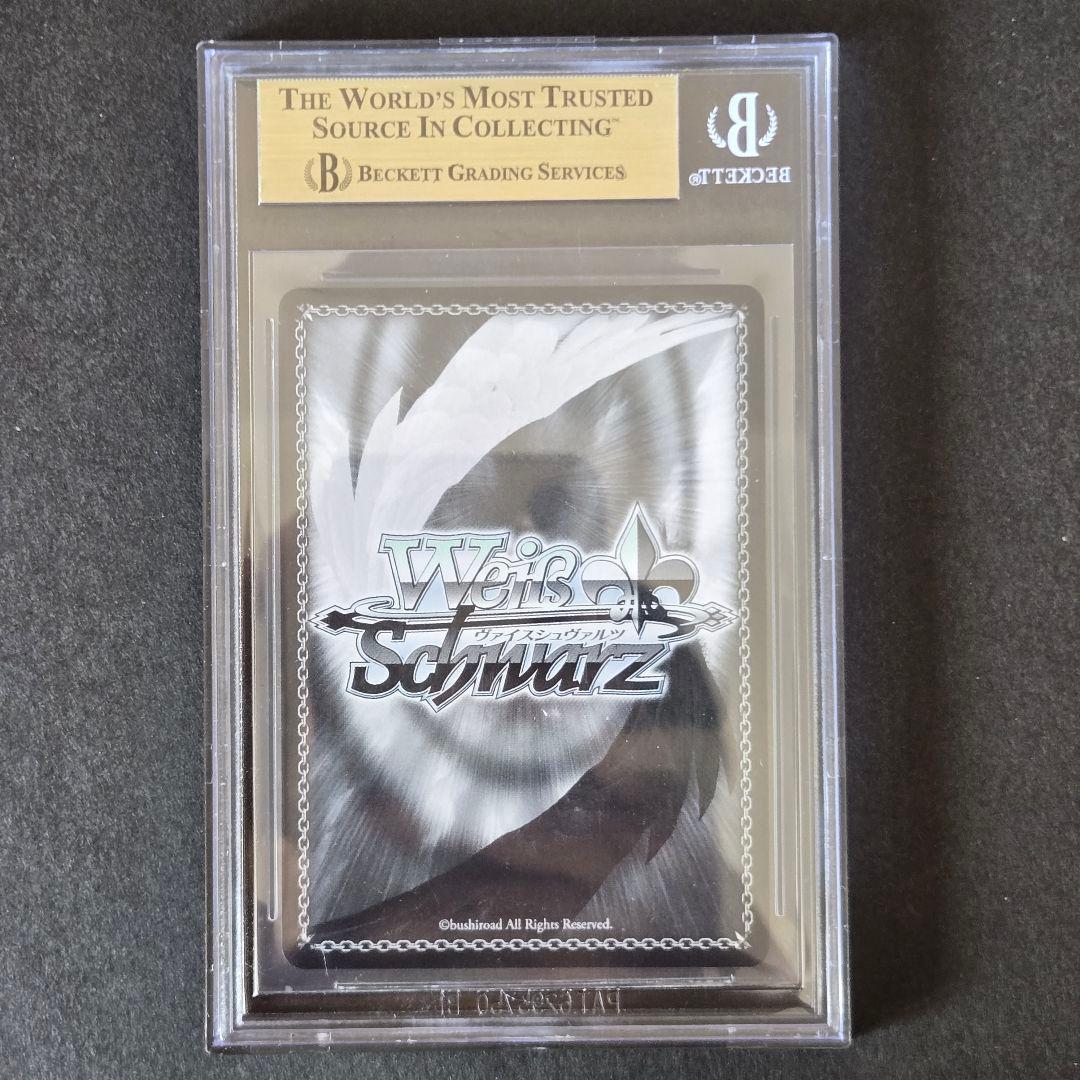 THE WORLD'S MOST TRUSTED
SOURCE IN COLLECTING™
B BECKETT GRADING SERVICES
B
BECKETT®
Weiß
ヴァイスシュヴァルツ
Schwarz
©bushiroad All Rights Reserved.